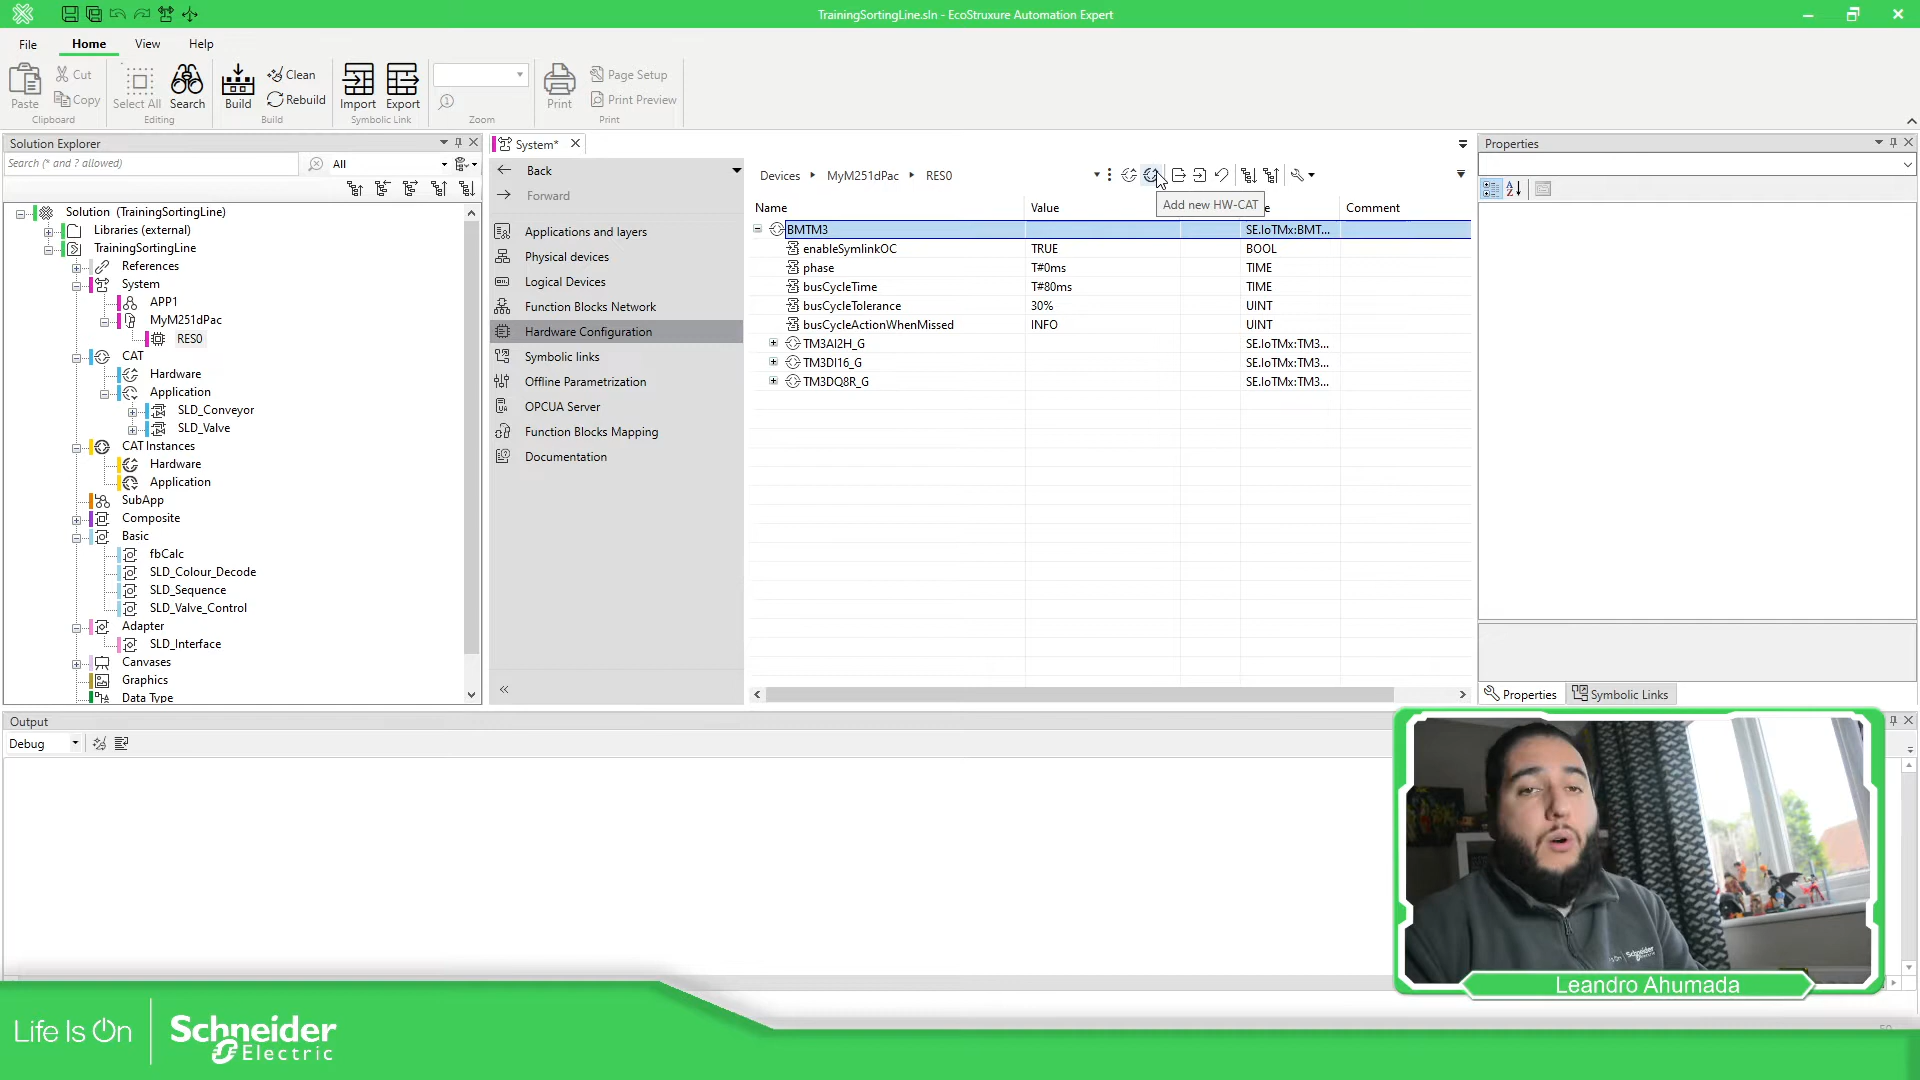 TrainingSortingLine.sln - EcoStruxure Automation Expert
File Home View Help
Paste
Cut
Copy
Clipboard
Select All
Search
Editing
Build
Clean
Rebuild
Build
Import
Export
Symbolic Link
Zoom
Print
Page Setup
Print Preview
Print
Solution Explorer
Search (* and ? allowed)
All
Solution (TrainingSortingLine)
Libraries (external)
TrainingSortingLine
References
System
APP1
MyM251dPac
RES0
CAT
Hardware
Application
SLD_Conveyor
SLD_Valve
CAT Instances
Hardware
Application
SubApp
Composite
Basic
fbCalc
SLD_Colour_Decode
SLD_Sequence
SLD_Valve_Control
Adapter
SLD_Interface
Canvases
Graphics
Data Type
System*
Back
Forward
Applications and layers
Physical devices
Logical Devices
Function Blocks Network
Hardware Configuration
Symbolic links
Offline Parametrization
OPCUA Server
Function Blocks Mapping
Documentation
Devices MyM251dPac RES0
Add new HW-CAT
Name Value Comment
BMTM3 SE.IoTMx:BMT...
enableSymlinkOC TRUE BOOL
phase T#0ms TIME
busCycleTime T#80ms TIME
busCycleTolerance 30% UINT
busCycleActionWhenMissed INFO UINT
TM3AI2H_G SE.IoTMx:TM3...
TM3DI16_G SE.IoTMx:TM3...
TM3DQ8R_G SE.IoTMx:TM3...
Properties
Properties Symbolic Links
Output
Debug
Leandro Ahumada
Life Is On
Schneider
Electric